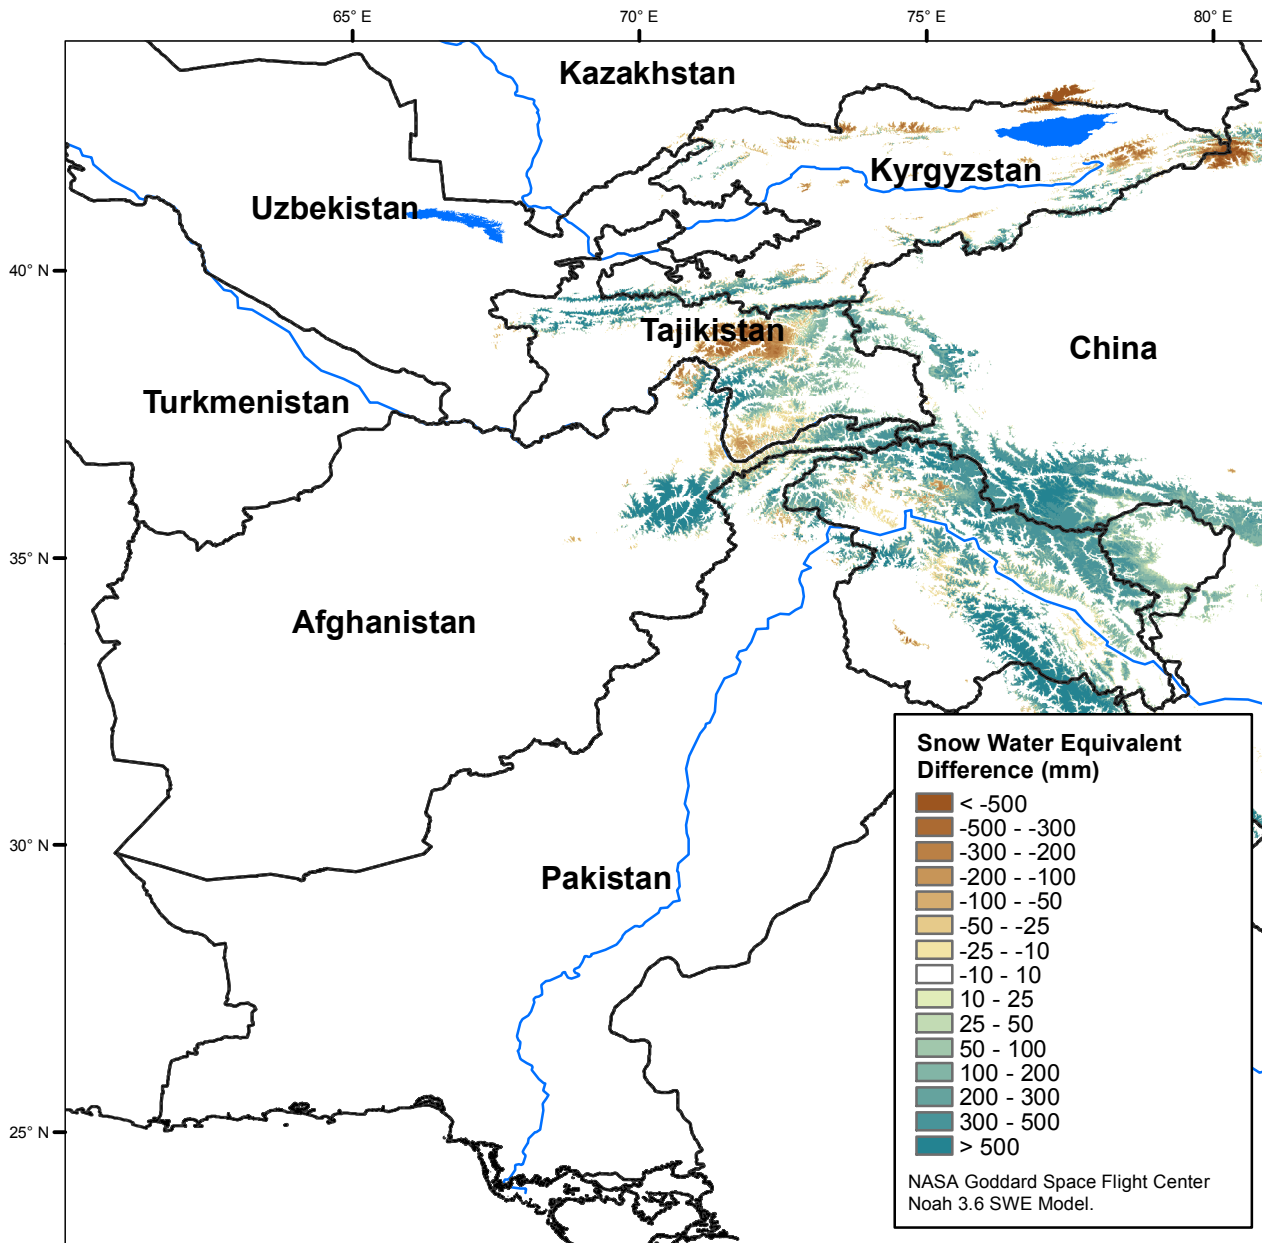 65° E
70° E
75° E
80° E
Kazakhstan
Kyrgyzstan
Uzbekistan
40° N
Tajikistan
China
Turkmenistan
35° N
Afghanistan
30° N
Pakistan
25° N
Snow Water Equivalent
Difference (mm)
< -500
-500 - -300
-300 - -200
-200 - -100
-100 - -50
-50 - -25
-25 - -10
-10 - 10
10 - 25
25 - 50
50 - 100
100 - 200
200 - 300
300 - 500
> 500
NASA Goddard Space Flight Center
Noah 3.6 SWE Model.